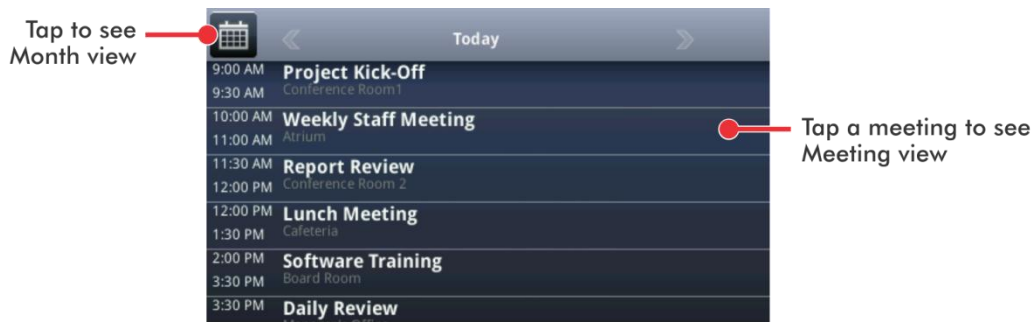 Tap to see
Month view
Today
9:00 AM Project Kick-Off
9:30 AM Conference Room1
10:00 AM Weekly Staff Meeting
11:00 AM Atrium
Tap a meeting to see
Meeting view
11:30 AM Report Review
12:00 PM Conference Room 2
12:00 PM Lunch Meeting
1:30 PM Cafeteria
2:00 PM Software Training
3:30 PM Board Room
3:30 PM Daily Review